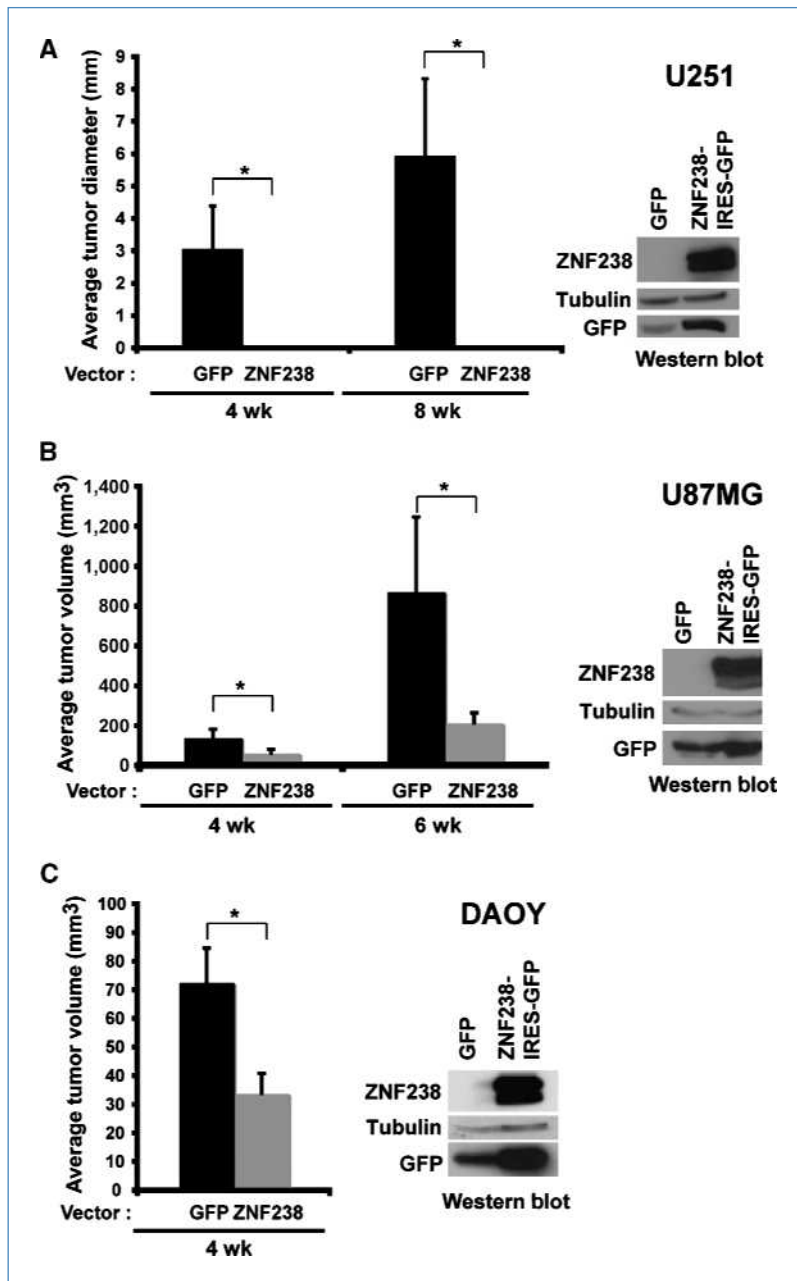 A
Average tumor diameter (mm)
9
8
7
6
5
4
3
2
1
0
*
*
Vector : GFP ZNF238 GFP ZNF238
4 wk 8 wk
U251
GFP
ZNF238-
IRES-GFP
ZNF238
Tubulin
GFP
Western blot
B
Average tumor volume (mm3)
1,400
1,200
1,000
800
600
400
200
0
*
*
Vector : GFP ZNF238 GFP ZNF238
4 wk 6 wk
U87MG
GFP
ZNF238-
IRES-GFP
ZNF238
Tubulin
GFP
Western blot
C
Average tumor volume (mm3)
100
90
80
70
60
50
40
30
20
10
0
*
Vector : GFP ZNF238
4 wk
DAOY
GFP
ZNF238-
IRES-GFP
ZNF238
Tubulin
GFP
Western blot